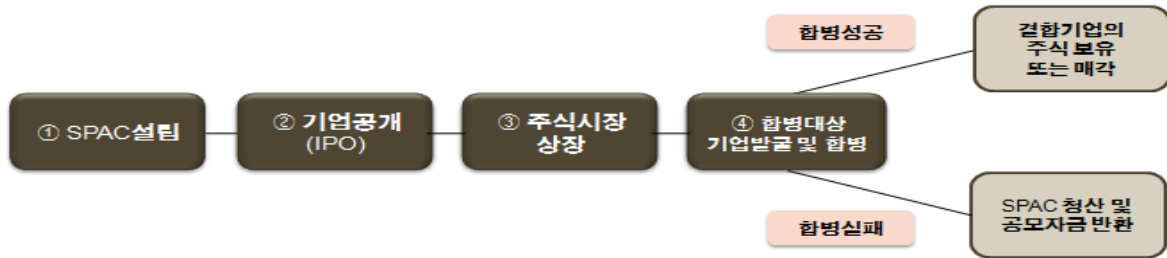 합병성공
결합기업의
주식 보유
또는 매각
① SPAC설립
② 기업공개
(IPO)
③ 주식시장
상장
④ 합병대상
기업발굴 및 합병
합병실패
SPAC 청산 및
공모자금 반환